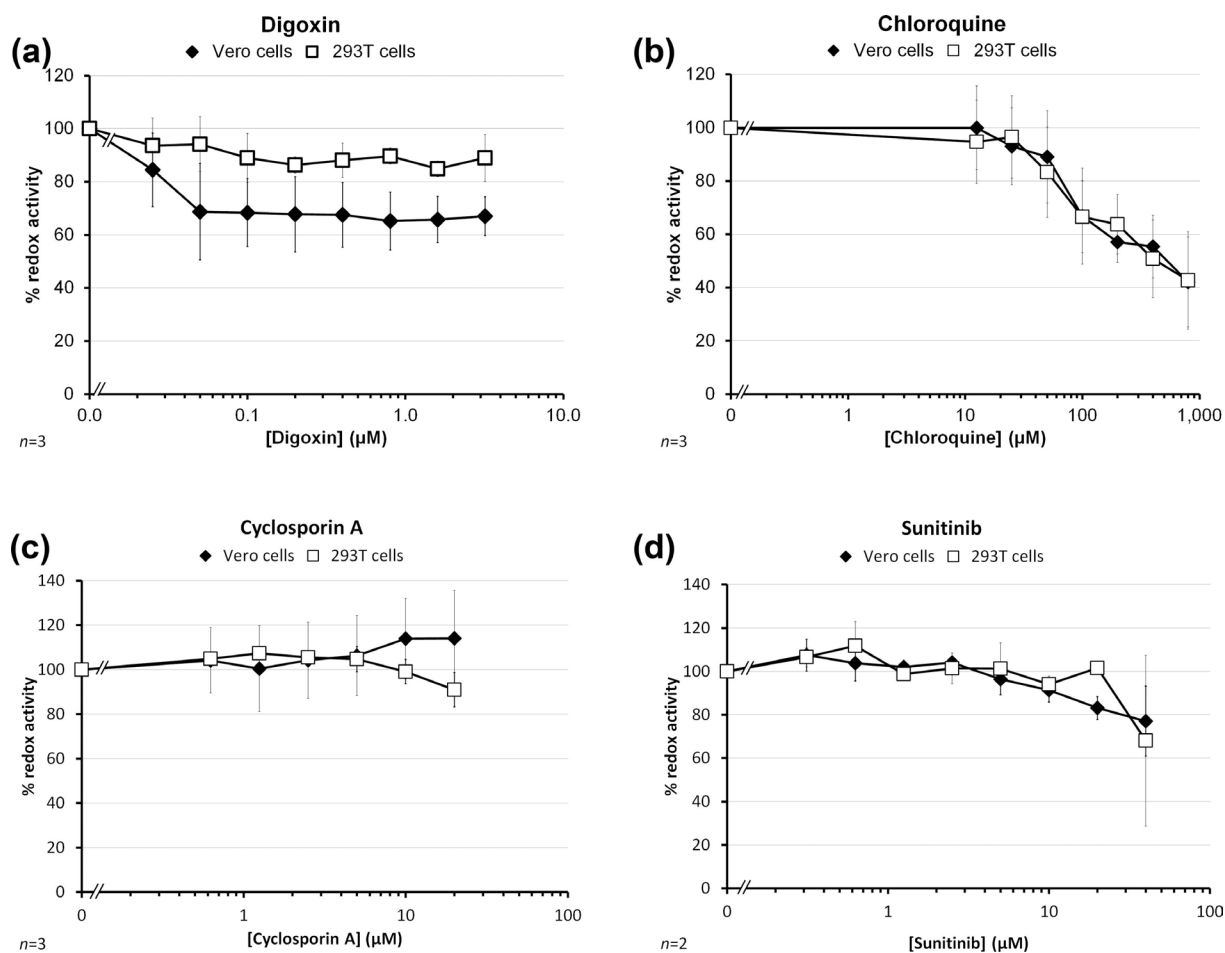 (a)
Digoxin
Vero cells 293T cells
120
100
80
60
40
20
0
% redox activity
0.0 0.1 1.0 10.0
[Digoxin] (µM)
n=3
(b)
Chloroquine
Vero cells 293T cells
120
100
80
60
40
20
0
% redox activity
0 1 10 100 1,000
[Chloroquine] (µM)
n=3
(c)
Cyclosporin A
Vero cells 293T cells
140
120
100
80
60
40
20
0
% redox activity
0 1 10 100
[Cyclosporin A] (µM)
n=3
(d)
Sunitinib
Vero cells 293T cells
140
120
100
80
60
40
20
0
% redox activity
0 1 10 100
[Sunitinib] (µM)
n=2